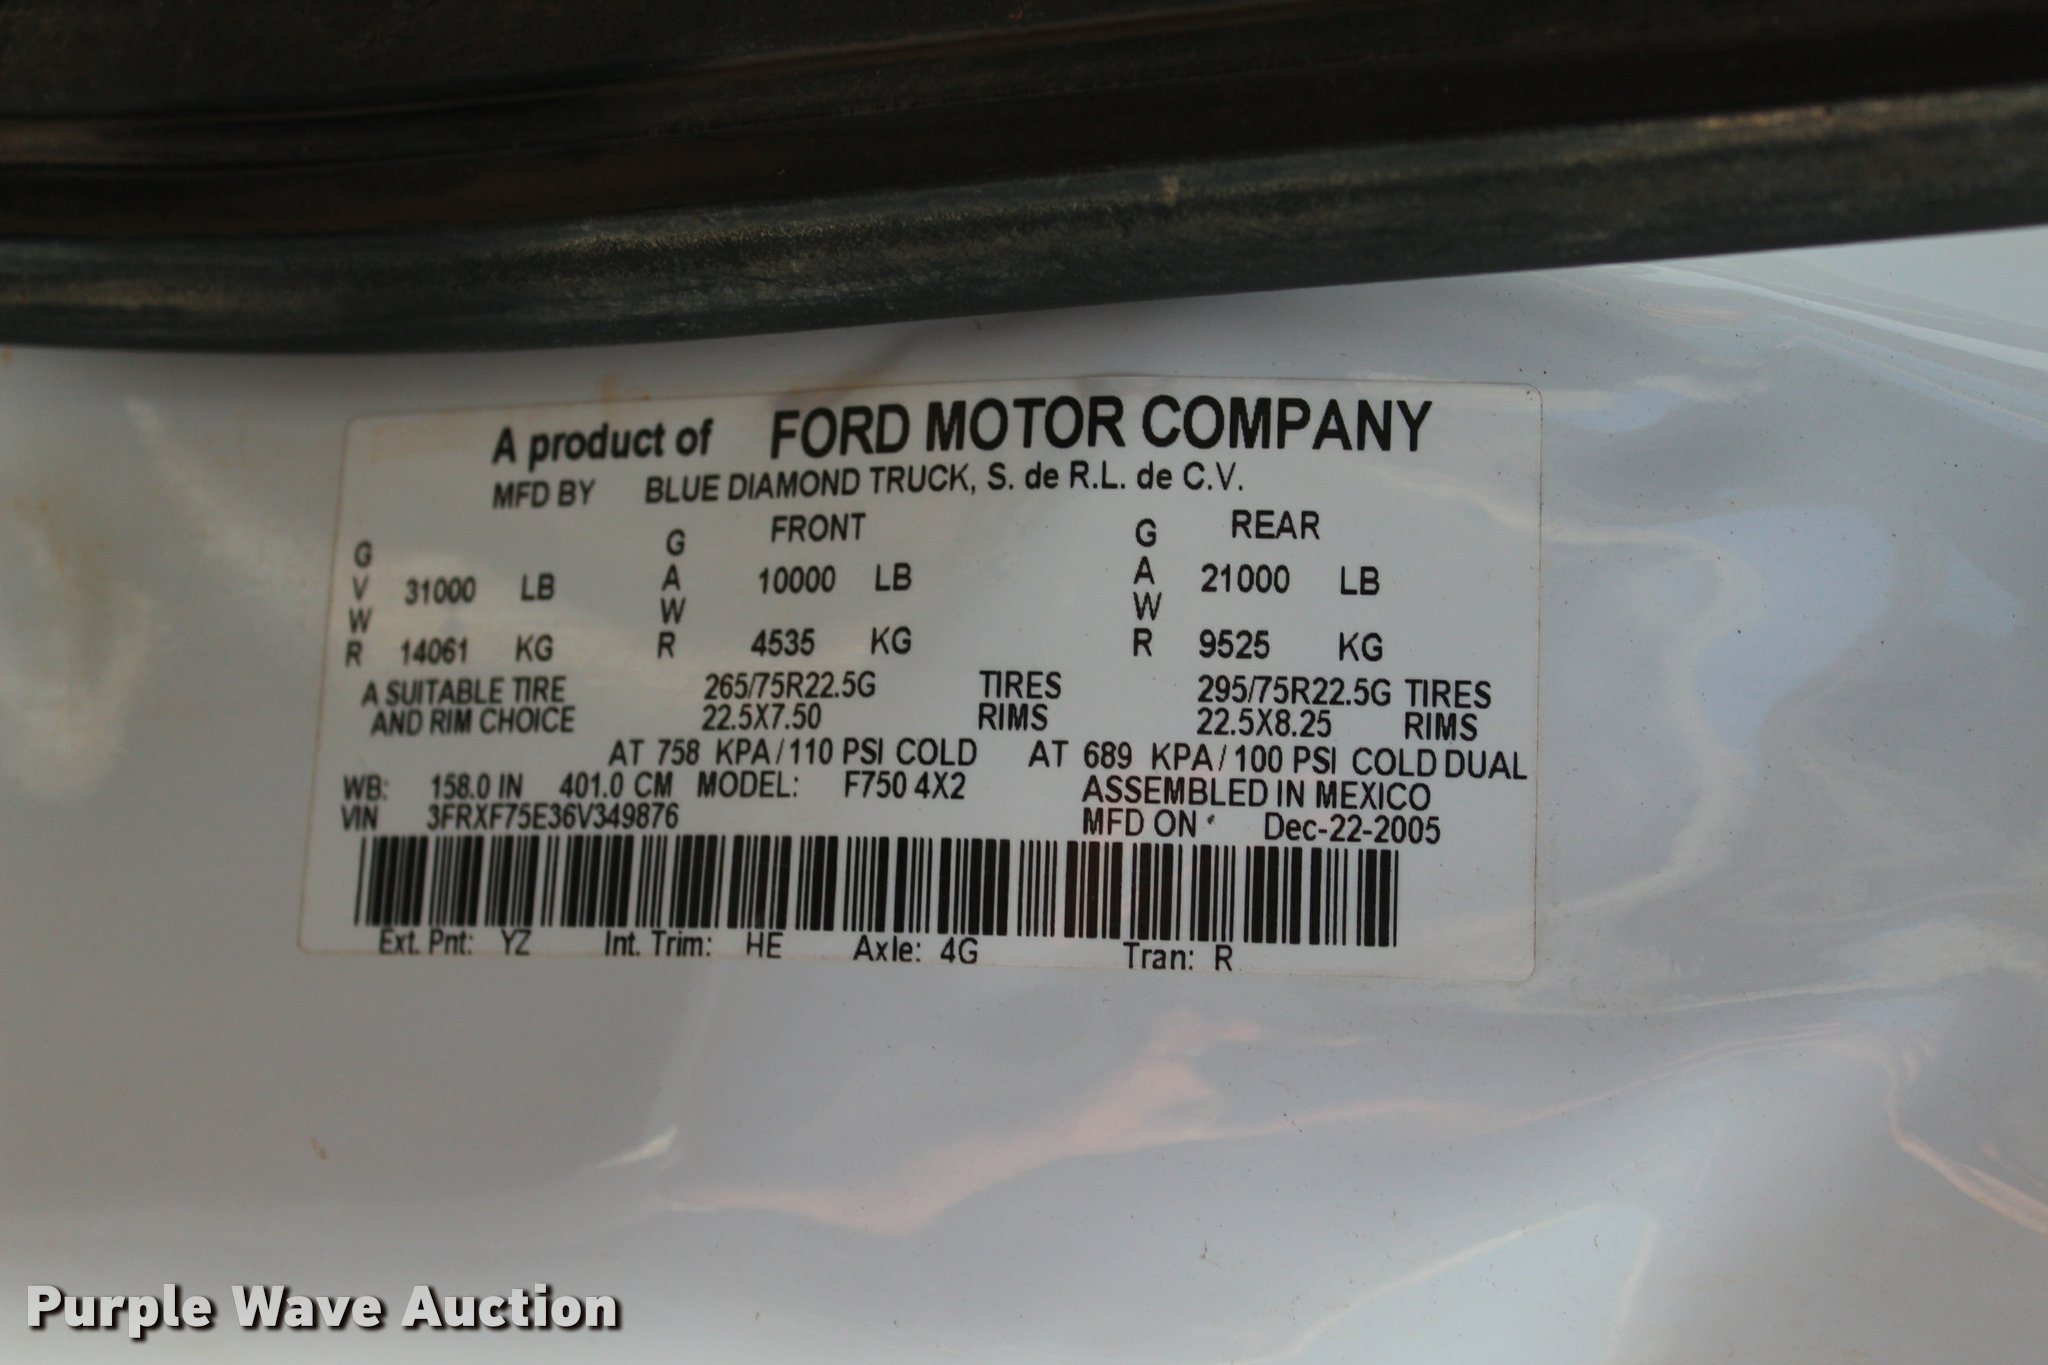 A product of FORD MOTOR COMPANY
MFD BY BLUE DIAMOND TRUCK, S. de R.L. de C.V.
FRONT REAR
GVWR 31000 LB GAWR 10000 LB GAWR 21000 LB
14061 KG 4535 KG 9525 KG
A SUITABLE TIRE 265/75R22.5G TIRES 295/75R22.5G TIRES
AND RIM CHOICE 22.5X7.50 RIMS 22.5X8.25 RIMS
AT 758 KPA/110 PSI COLD AT 689 KPA/100 PSI COLD DUAL
WB: 158.0 IN 401.0 CM MODEL: F750 4X2 ASSEMBLED IN MEXICO
VIN 3FRXF75E36V349876 MFD ON Dec-22-2005
Ext. Pnt: YZ Int. Trim: HE Axle: 4G Tran: R
Purple Wave Auction